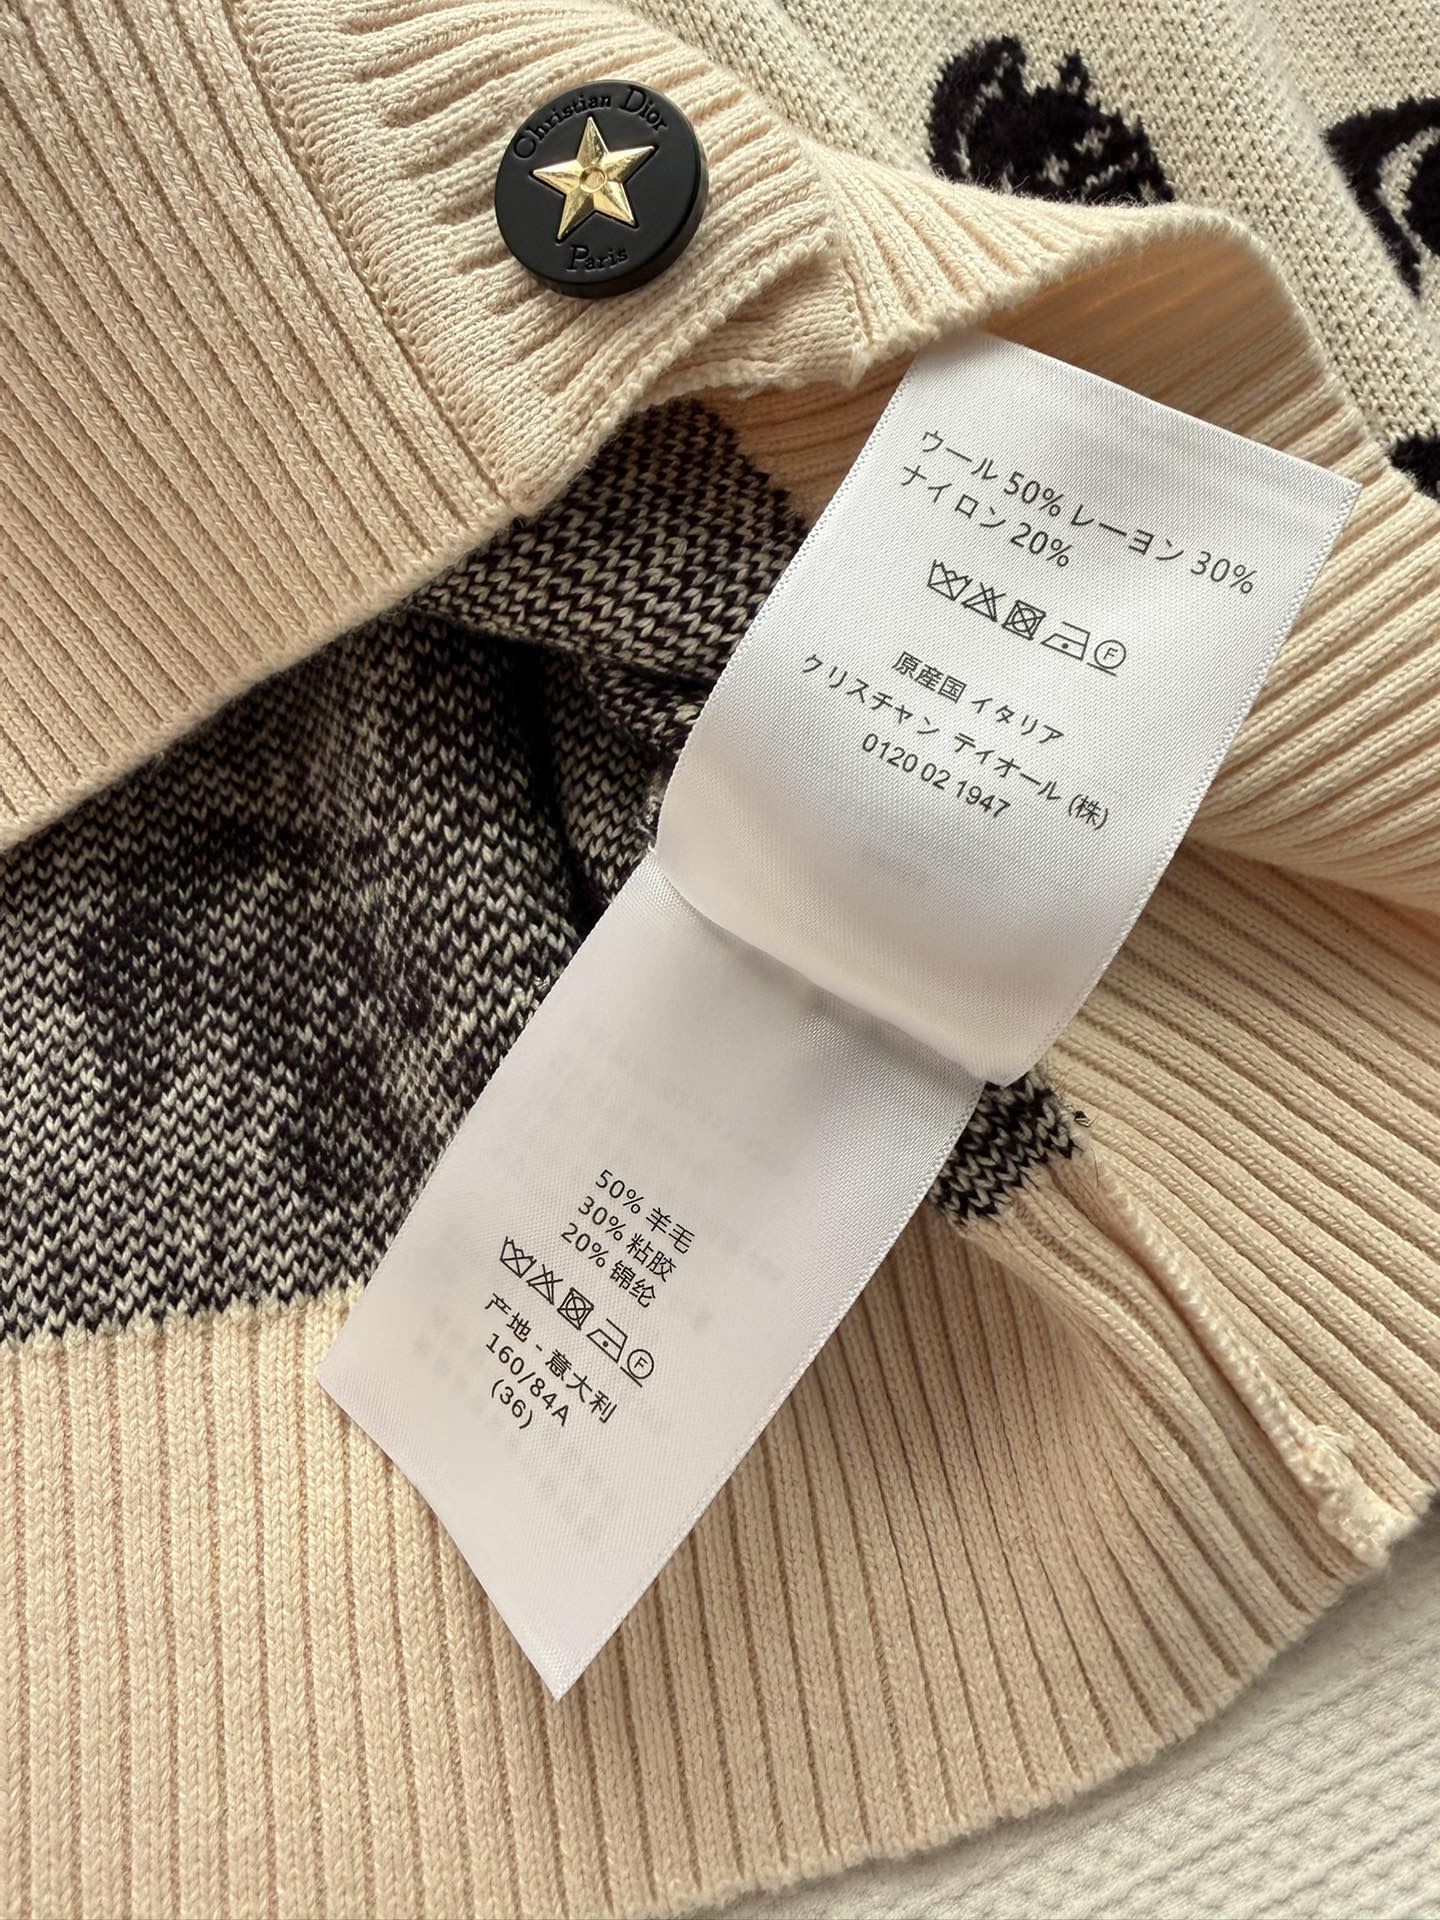 Christian Dior
Paris
ウール 50% レーヨン 30%
ナイロン 20%
F
原産国 イタリア
クリスチャン ディオール (株)
0120 02 1947
50% 羊毛
30% 粘胶
20% 锦纶
F
产地 - 意大利
160/84A
(36)